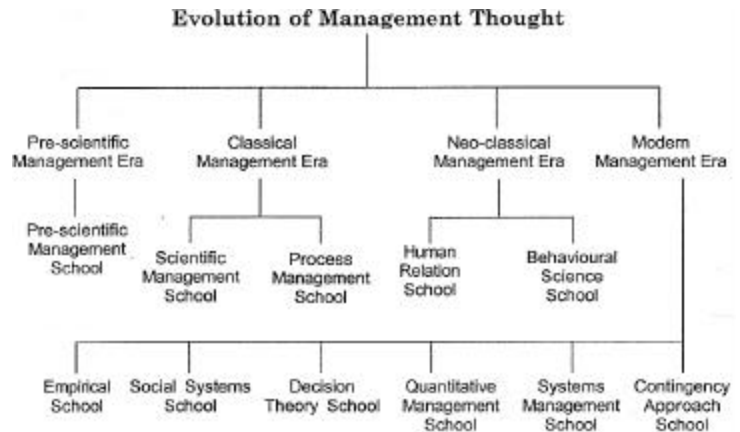 Evolution of Management Thought
Pre-scientific
Management Era
Classical
Management Era
Neo-classical
Management Era
Modern
Management Era
Pre-scientific
Management
School
Scientific
Management
School
Process
Management
School
Human
Relation
School
Behavioural
Science
School
Empirical
School
Social Systems
School
Decision
Theory School
Quantitative
Management
School
Systems
Management
School
Contingency
Approach
School